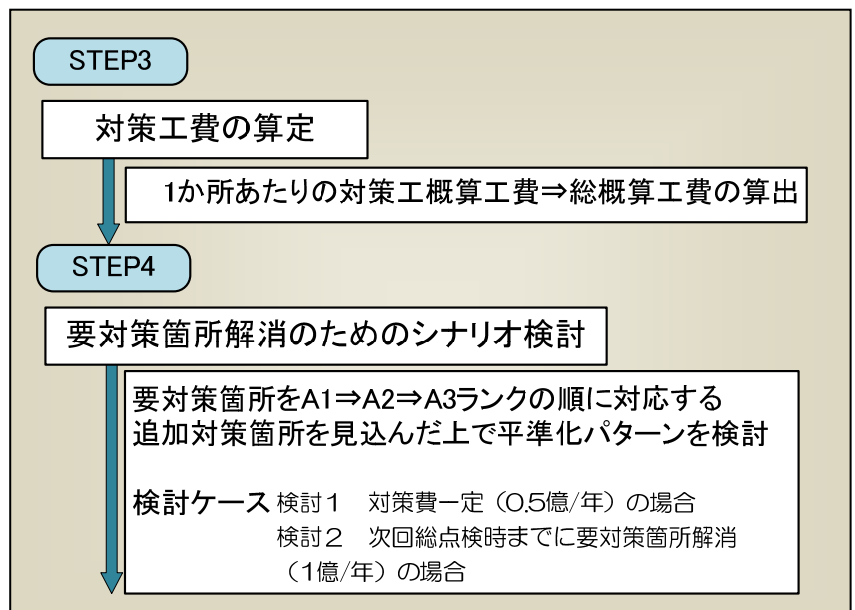 STEP3
対策工費の算定
1か所あたりの対策工概算工費⇒総概算工費の算出
STEP4
要対策箇所解消のためのシナリオ検討
要対策箇所をA1⇒A2⇒A3ランクの順に対応する
追加対策箇所を見込んだ上で平準化パターンを検討
検討ケース 検討1　対策費一定（0.5億/年）の場合
検討2　次回総点検時までに要対策箇所解消
（1億/年）の場合